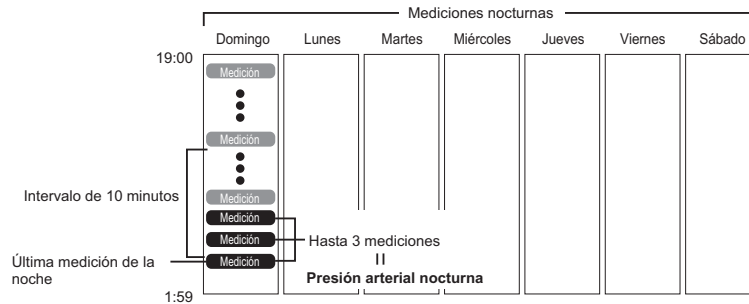 Mediciones nocturnas
Domingo Lunes Martes Miércoles Jueves Viernes Sábado
19:00
Medición
Medición
Intervalo de 10 minutos
Medición
Medición
Medición
Hasta 3 mediciones
Última medición de la
noche
Medición
=
Presión arterial nocturna
1:59